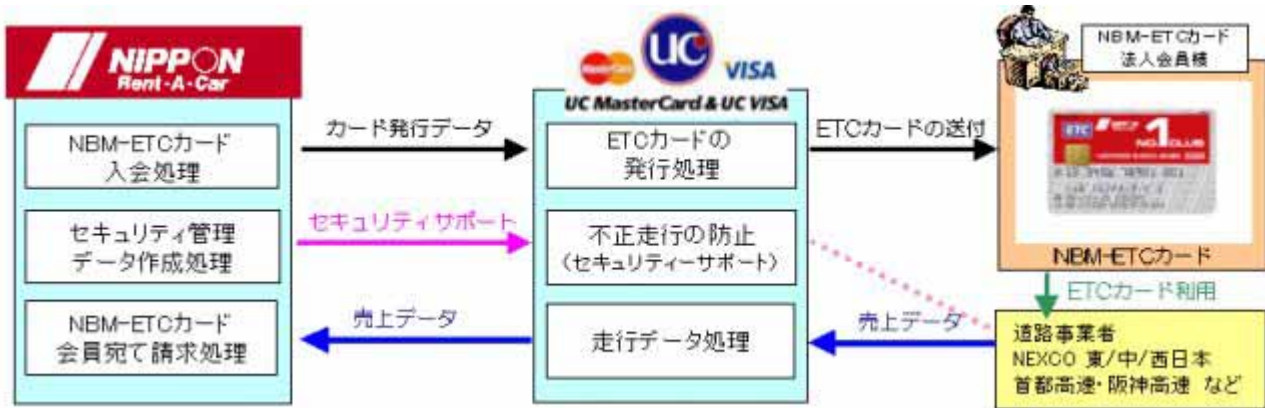 NIPPON
Rent-A-Car
NBM-ETCカード
入会処理
セキュリティ管理
データ作成処理
NBM-ETCカード
会員宛て請求処理
カード発行データ
セキュリティサポート
売上データ
MasterCard
UC
VISA
UC MasterCard & UC VISA
ETCカードの
発行処理
不正走行の防止
(セキュリティーサポート)
走行データ処理
ETCカードの送付
売上データ
NBM-ETCカード
法人会員様
ETC
NIPPON
NO.1 CLUB
NBM-ETCカード
ETCカード利用
道路事業者
NEXCO 東/中/西日本
首都高速・阪神高速 など